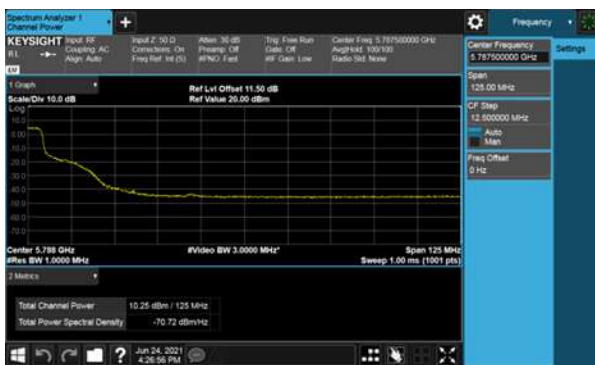 Spectrum Analyzer 1
Channel Power
Frequency
KEYSIGHT
Input: RF
Coupling: AC
Align: Auto
Input Z: 50 Ω
Corrections: On
Freq Ref: Int (S)
Atten: 30 dB
Preamp: Off
#PNO: Fast
Trig: Free Run
Gate: Off
#IF Gain: Low
Center Freq: 5.787500000 GHz
Avg|Hold: 100/100
Radio Std: None
Center Frequency
5.787500000 GHz
Settings
Span
125.00 MHz
CF Step
12.500000 MHz
Auto
Man
Freq Offset
0 Hz
1 Graph
Scale/Div 10.0 dB
Ref Lvl Offset 11.50 dB
Ref Value 20.00 dBm
Log
10.0
0.00
Center 5.788 GHz
#Res BW 1.0000 MHz
#Video BW 3.0000 MHz*
Span 125 MHz
Sweep 1.00 ms (1001 pts)
2 Metrics
Total Channel Power 10.25 dBm / 125 MHz
Total Power Spectral Density -70.72 dBm/Hz
?
Jun 24, 2021
4:26:56 PM